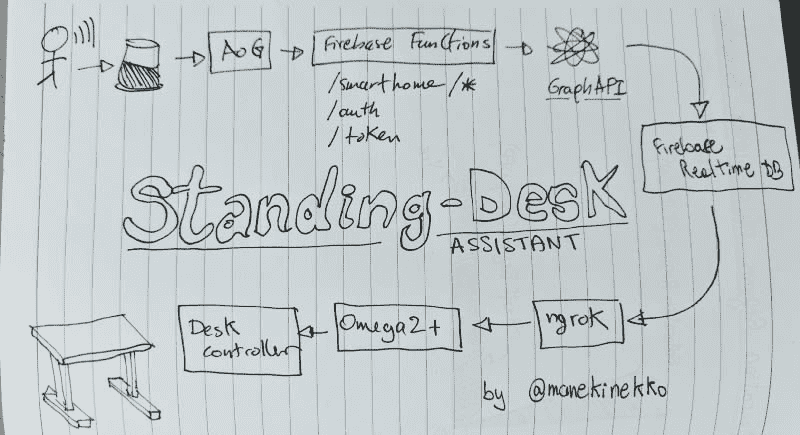 AoG
Firebase Functions
/smarthome/*
/auth
/token
GraphAPI
Firebase
Realtime DB
Standing-Desk
ASSISTANT
Desk
controller
Omega2+
ngrok
by @manekinekko